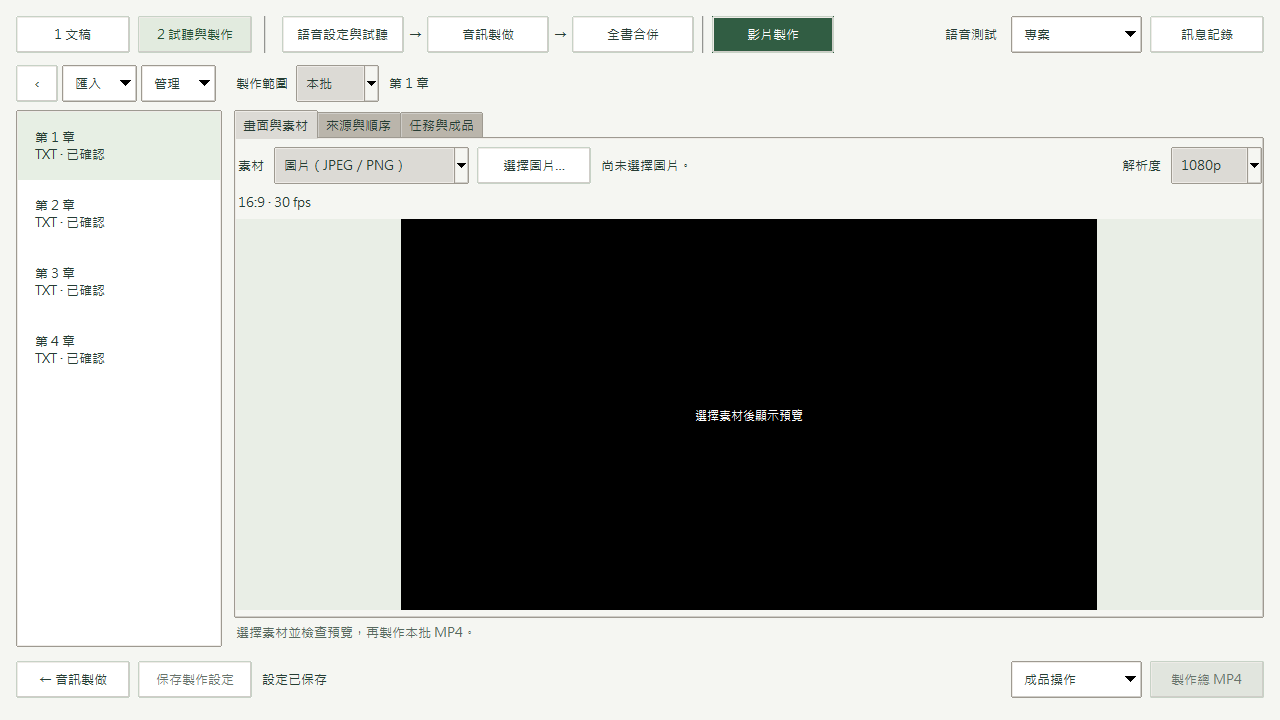 1 文稿
2 試聽與製作
語音設定與試聽
→
音訊製做
→
全書合併
影片製作
語音測試
專案
訊息記錄
‹
匯入
管理
製作範圍
本批
第 1 章
第 1 章
TXT · 已確認
第 2 章
TXT · 已確認
第 3 章
TXT · 已確認
第 4 章
TXT · 已確認
畫面與素材
來源與順序
任務與成品
素材
圖片（JPEG / PNG）
選擇圖片...
尚未選擇圖片。
解析度
1080p
16:9 · 30 fps
選擇素材後顯示預覽
選擇素材並檢查預覽，再製作本批 MP4。
← 音訊製做
保存製作設定
設定已保存
成品操作
製作總 MP4